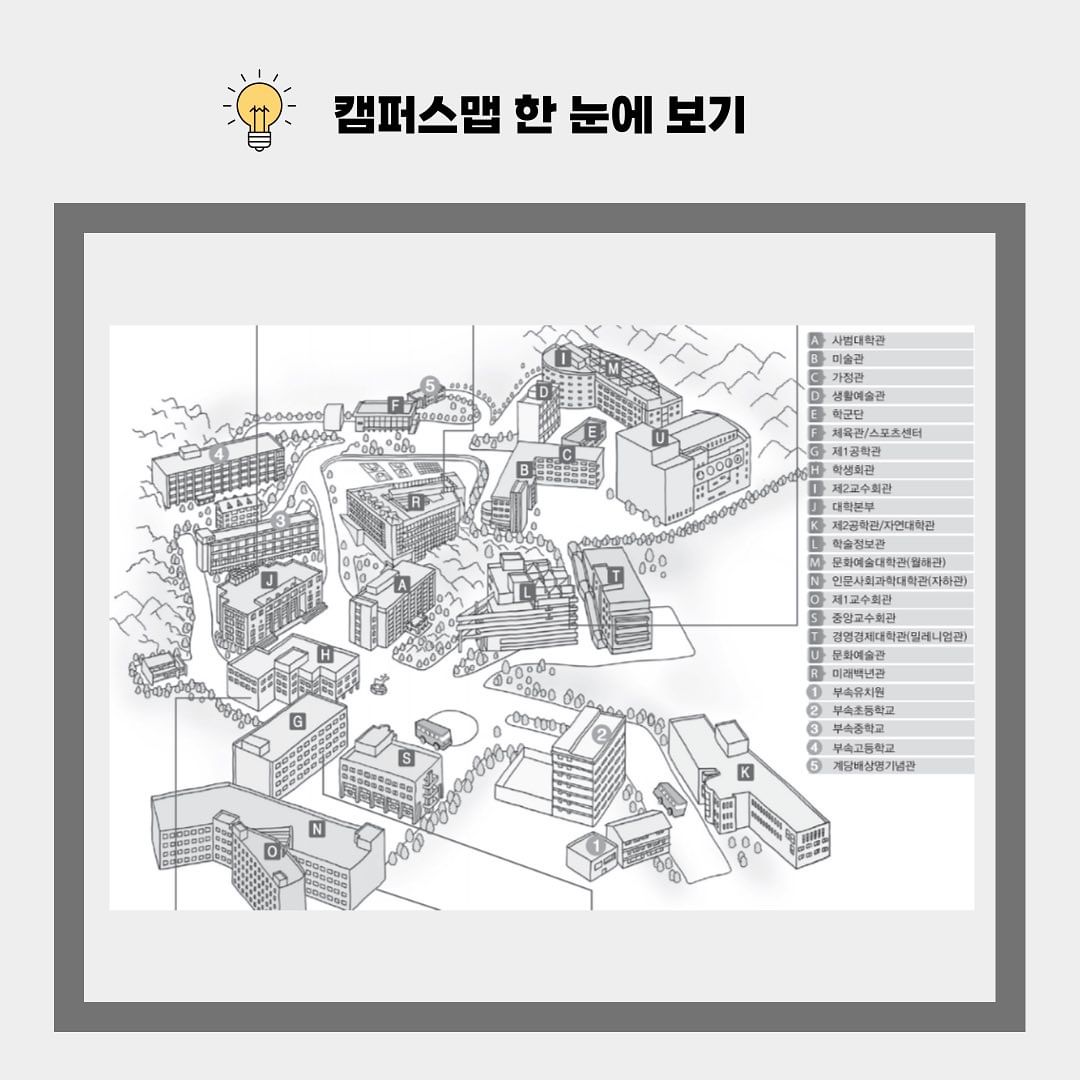 캠퍼스맵 한 눈에 보기
A 사범대학관
B 미술관
C 가정관
D 생활예술관
E 학군단
F 체육관/스포츠센터
G 제1공학관
H 학생회관
I 제2교수회관
J 대학본부
K 제2공학관/자연대학관
L 학술정보관
M 문화예술대학관(월해관)
N 인문사회과학대학관(자하관)
O 제1교수회관
S 중앙교수회관
T 경영경제대학관(밀레니엄관)
U 문화예술관
R 미래백년관
1 부속유치원
2 부속초등학교
3 부속중학교
4 부속고등학교
5 계당배상명기념관
I
M
5
D
F
E
U
4
C
B
R
3
J
A
L
T
H
G
2
S
K
N
O
1